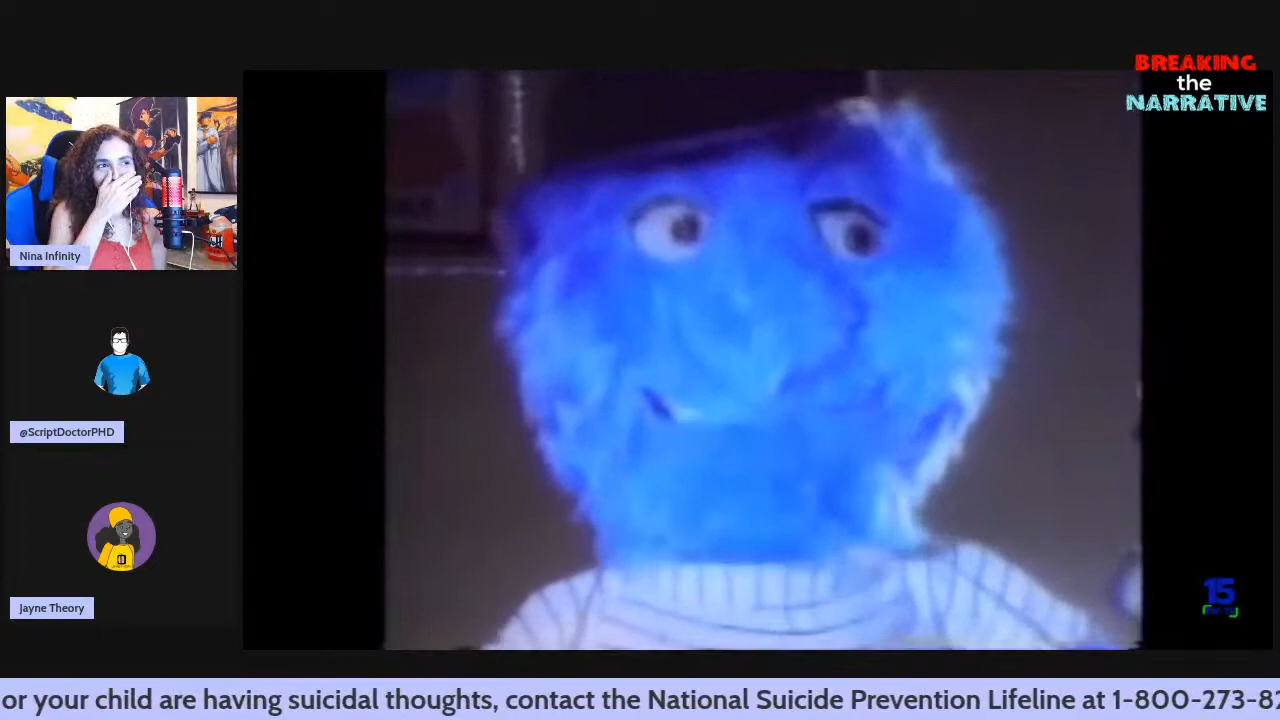 BREAKING
the
NARRATIVE
Nina Infinity
@ScriptDoctorPHD
Jayne Theory
15
or your child are having suicidal thoughts, contact the National Suicide Prevention Lifeline at 1-800-273-82